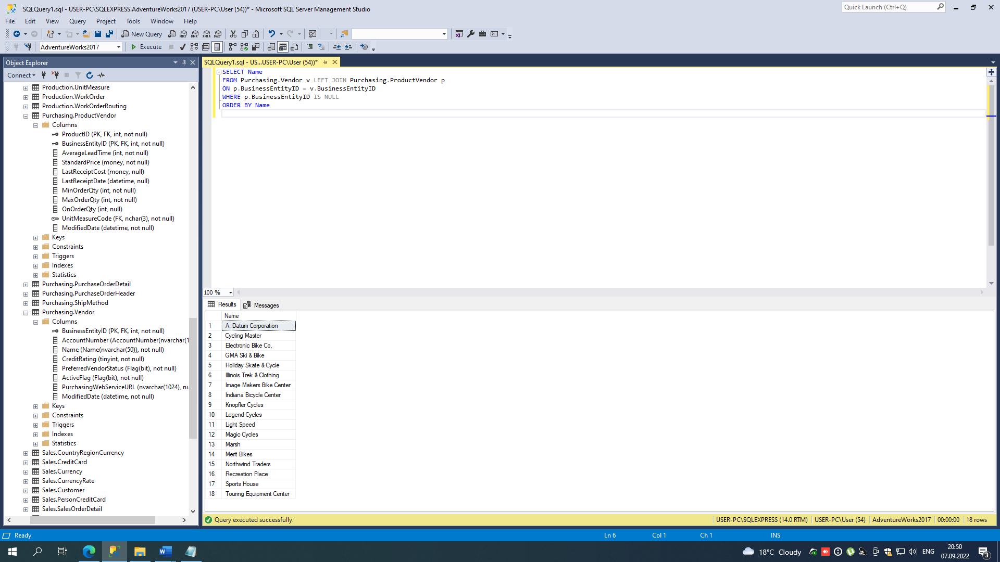 SQLQuery1.sql - USER-PC\SQLEXPRESS.AdventureWorks2017 (USER-PC\User (54))* - Microsoft SQL Server Management Studio
Quick Launch (Ctrl+Q)
File Edit View Query Project Tools Window Help
New Query
MDX DMX XMLA DAX
AdventureWorks2017
Execute
Object Explorer
Connect
Production.UnitMeasure
Production.WorkOrder
Production.WorkOrderRouting
Purchasing.ProductVendor
Columns
ProductID (PK, FK, int, not null)
BusinessEntityID (PK, FK, int, not null)
AverageLeadTime (int, not null)
StandardPrice (money, not null)
LastReceiptCost (money, null)
LastReceiptDate (datetime, null)
MinOrderQty (int, not null)
MaxOrderQty (int, not null)
OnOrderQty (int, null)
UnitMeasureCode (FK, nchar(3), not null)
ModifiedDate (datetime, not null)
Keys
Constraints
Triggers
Indexes
Statistics
Purchasing.PurchaseOrderDetail
Purchasing.PurchaseOrderHeader
Purchasing.ShipMethod
Purchasing.Vendor
Columns
BusinessEntityID (PK, FK, int, not null)
AccountNumber (AccountNumber(nvarchar(1
Name (Name(nvarchar(50)), not null)
CreditRating (tinyint, not null)
PreferredVendorStatus (Flag(bit), not null)
ActiveFlag (Flag(bit), not null)
PurchasingWebServiceURL (nvarchar(1024), nu
ModifiedDate (datetime, not null)
Keys
Constraints
Triggers
Indexes
Statistics
Sales.CountryRegionCurrency
Sales.CreditCard
Sales.Currency
Sales.CurrencyRate
Sales.Customer
Sales.PersonCreditCard
Sales.SalesOrderDetail
SQLQuery1.sql - US...USER-PC\User (54))*
SELECT Name
FROM Purchasing.Vendor v LEFT JOIN Purchasing.ProductVendor p
ON p.BusinessEntityID = v.BusinessEntityID
WHERE p.BusinessEntityID IS NULL
ORDER BY Name
100 %
Results Messages
Name
1 A. Datum Corporation
2 Cycling Master
3 Electronic Bike Co.
4 GMA Ski & Bike
5 Holiday Skate & Cycle
6 Illinois Trek & Clothing
7 Image Makers Bike Center
8 Indiana Bicycle Center
9 Knopfler Cycles
10 Legend Cycles
11 Light Speed
12 Magic Cycles
13 Marsh
14 Merit Bikes
15 Northwind Traders
16 Recreation Place
17 Sports House
18 Touring Equipment Center
Query executed successfully.
USER-PC\SQLEXPRESS (14.0 RTM) USER-PC\User (54) AdventureWorks2017 00:00:00 18 rows
Ready
Ln 6 Col 1 Ch 1 INS
18°C Cloudy
ENG
20:50
07.09.2022
3